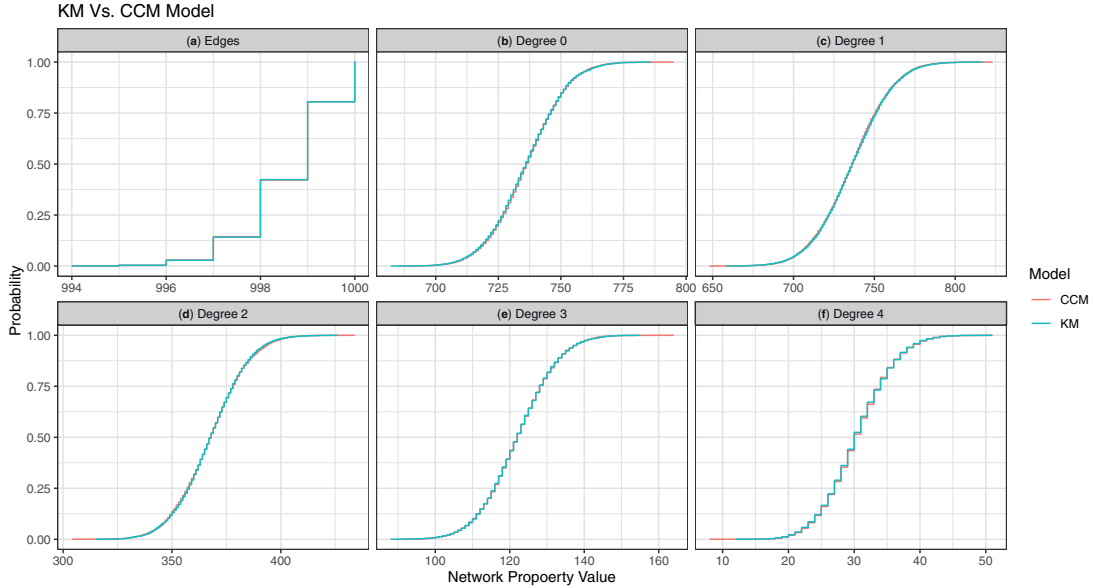 KM Vs. CCM Model
(a) Edges
(b) Degree 0
(c) Degree 1
1.00
0.75
0.50
0.25
0.00
994 996 998 1000
700 725 750 775 800
650 700 750 800
Probability
(d) Degree 2
(e) Degree 3
(f) Degree 4
1.00
0.75
0.50
0.25
0.00
300 350 400
100 120 140 160
10 20 30 40 50
Network Propoerty Value
Model
CCM
KM